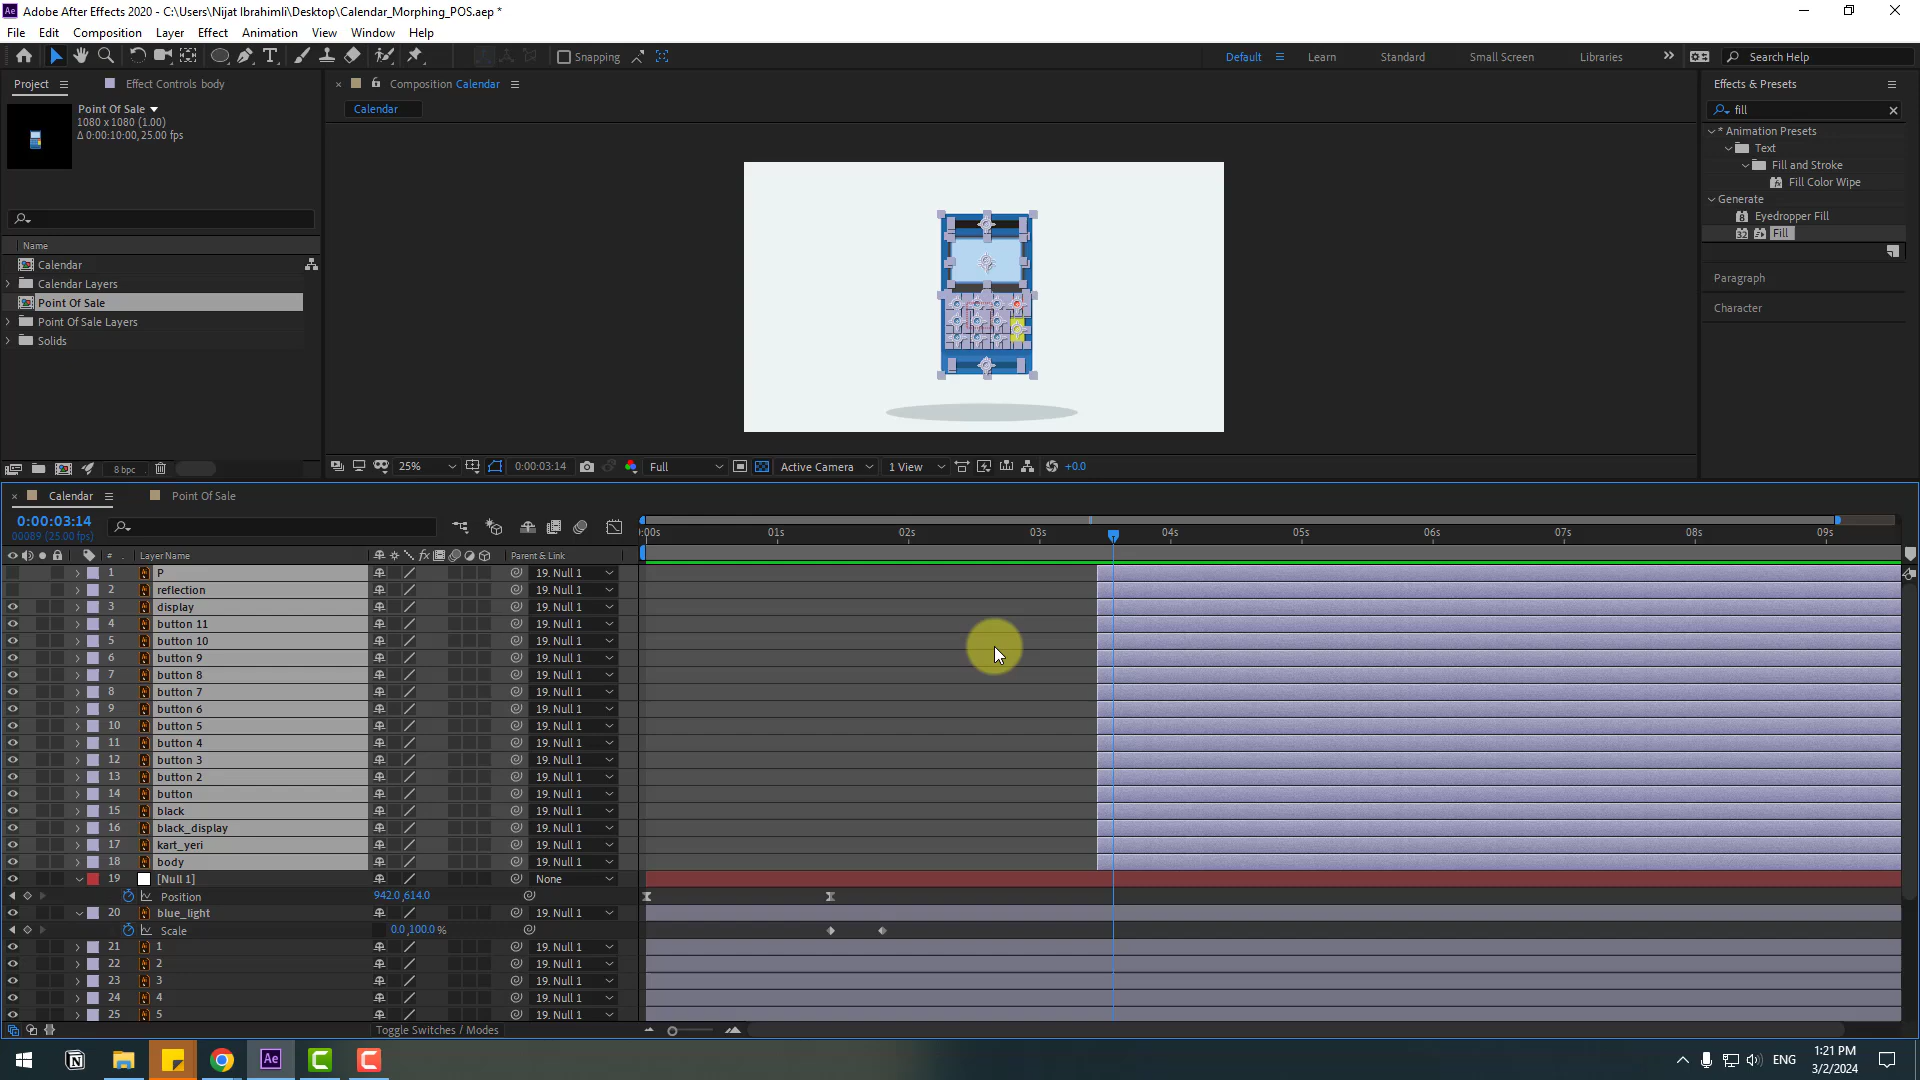 Adobe After Effects 2020 - C:\Users\Nijat Ibrahimli\Desktop\Calendar_Morphing_POS.aep *
File Edit Composition Layer Effect Animation View Window Help
Snapping Default Learn Standard Small Screen Libraries Search Help
Project Effect Controls body
Point Of Sale
1080 x 1080 (1.00)
Δ 0:00:10:00, 25.00 fps
Name
Calendar
Calendar Layers
Point Of Sale
Point Of Sale Layers
Solids
8 bpc
Composition Calendar
Calendar
25% 0:00:03:14 Full Active Camera 1 View +0.0
Effects & Presets
fill
* Animation Presets
Text
Fill and Stroke
Fill Color Wipe
Generate
Eyedropper Fill
Fill
Paragraph
Character
Calendar Point Of Sale
0:00:03:14
00089 (25.00 fps)
:00s 01s 02s 03s 04s 05s 06s 07s 08s 09s
# Layer Name Parent & Link
1 P 19. Null 1
2 reflection 19. Null 1
3 display 19. Null 1
4 button 11 19. Null 1
5 button 10 19. Null 1
6 button 9 19. Null 1
7 button 8 19. Null 1
8 button 7 19. Null 1
9 button 6 19. Null 1
10 button 5 19. Null 1
11 button 4 19. Null 1
12 button 3 19. Null 1
13 button 2 19. Null 1
14 button 19. Null 1
15 black 19. Null 1
16 black_display 19. Null 1
17 kart_yeri 19. Null 1
18 body 19. Null 1
19 [Null 1] None
Position 942.0,614.0
20 blue_light 19. Null 1
Scale 0.0,100.0 %
21 1 19. Null 1
22 2 19. Null 1
23 3 19. Null 1
24 4 19. Null 1
25 5 19. Null 1
Toggle Switches / Modes
ENG
1:21 PM
3/2/2024